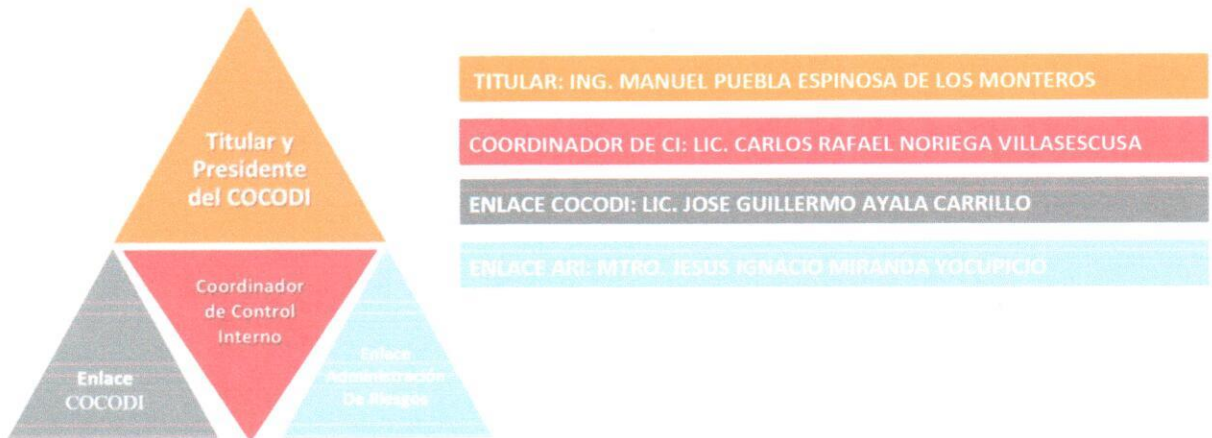 Titular y
Presidente
del COCODI
Coordinador
de Control
Interno
Enlace
COCODI
Enlace
Administración
De Riesgos
TITULAR: ING. MANUEL PUEBLA ESPINOSA DE LOS MONTEROS
COORDINADOR DE CI: LIC. CARLOS RAFAEL NORIEGA VILLASESCUSA
ENLACE COCODI: LIC. JOSE GUILLERMO AYALA CARRILLO
ENLACE ARI: MTRO. JESUS IGNACIO MIRANDA YOCUPICIO